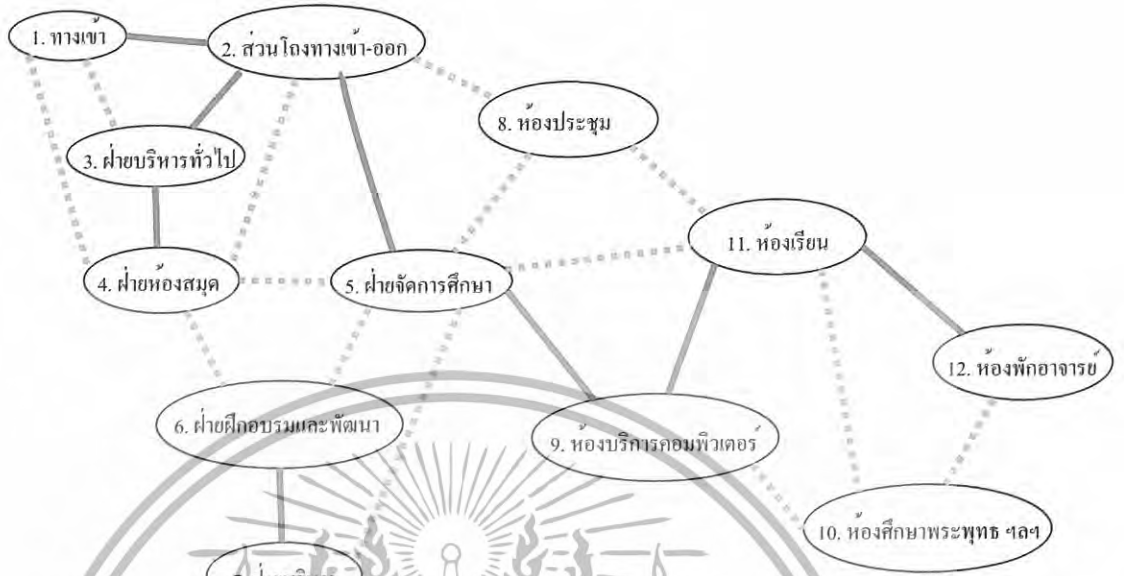 1. ทางเข้า
2. ส่วนโถงทางเข้า-ออก
8. ห้องประชุม
3. ฝ่ายบริหารทั่วไป
11. ห้องเรียน
4. ฝ่ายห้องสมุด
5. ฝ่ายจัดการศึกษา
12. ห้องพักอาจารย์
6. ฝ่ายฝึกอบรมและพัฒนา
9. ห้องบริการคอมพิวเตอร์
10. ห้องศึกษาพระพุทธ ฯลฯ